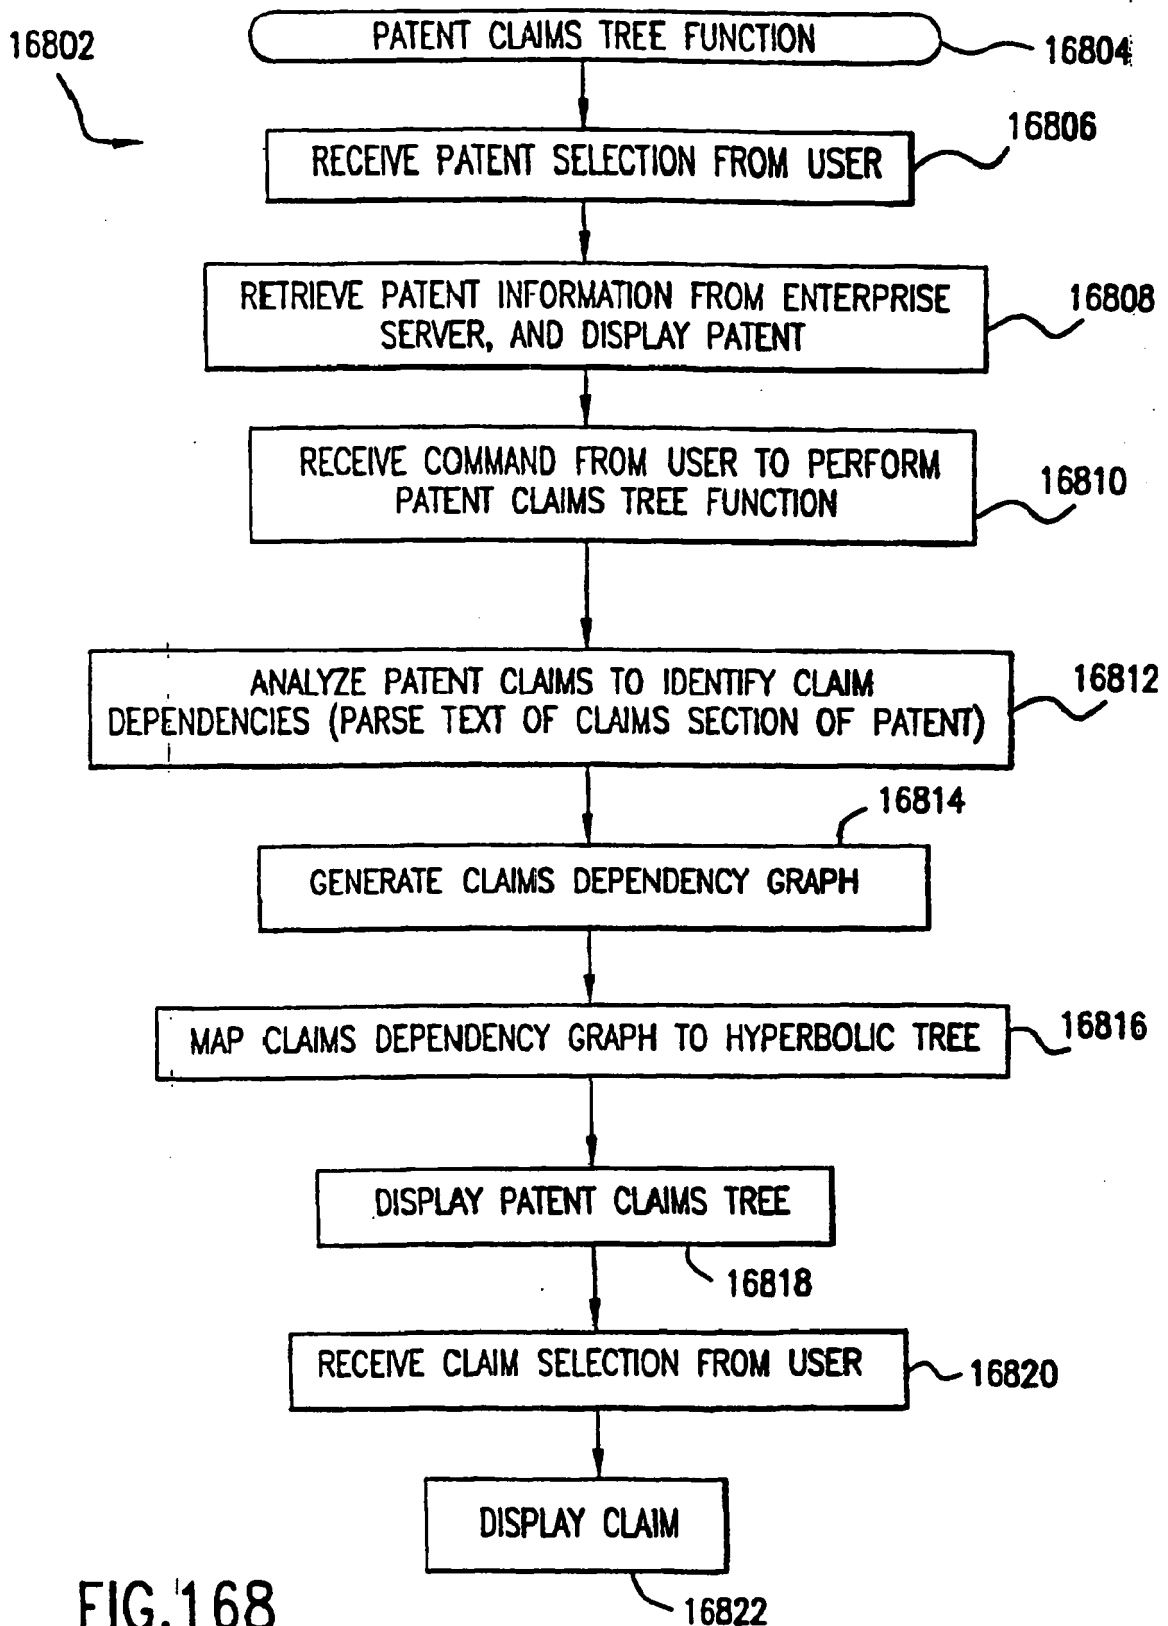 16802
PATENT CLAIMS TREE FUNCTION
16804
RECEIVE PATENT SELECTION FROM USER
16806
RETRIEVE PATENT INFORMATION FROM ENTERPRISE
SERVER, AND DISPLAY PATENT
16808
RECEIVE COMMAND FROM USER TO PERFORM
PATENT CLAIMS TREE FUNCTION
16810
ANALYZE PATENT CLAIMS TO IDENTIFY CLAIM
DEPENDENCIES (PARSE TEXT OF CLAIMS SECTION OF PATENT)
16812
16814
GENERATE CLAIMS DEPENDENCY GRAPH
MAP CLAIMS DEPENDENCY GRAPH TO HYPERBOLIC TREE
16816
DISPLAY PATENT CLAIMS TREE
16818
RECEIVE CLAIM SELECTION FROM USER
16820
DISPLAY CLAIM
16822
FIG.168